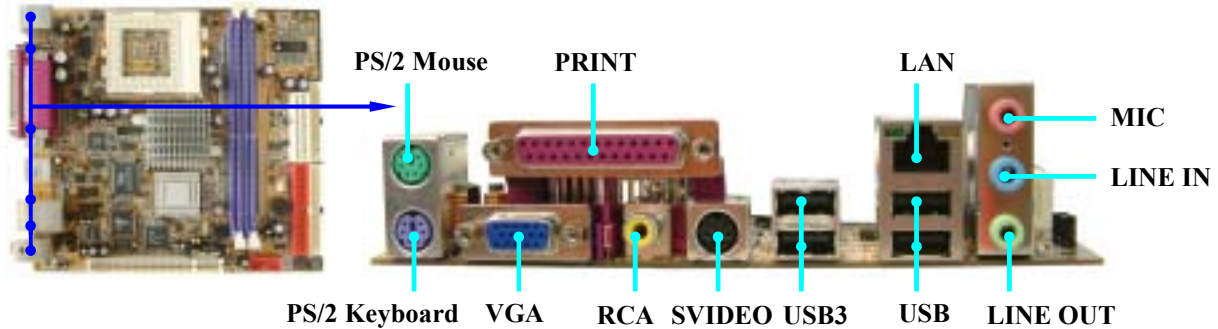 PS/2 Mouse
PRINT
LAN
MIC
LINE IN
PS/2 Keyboard
VGA
RCA
SVIDEO
USB3
USB
LINE OUT